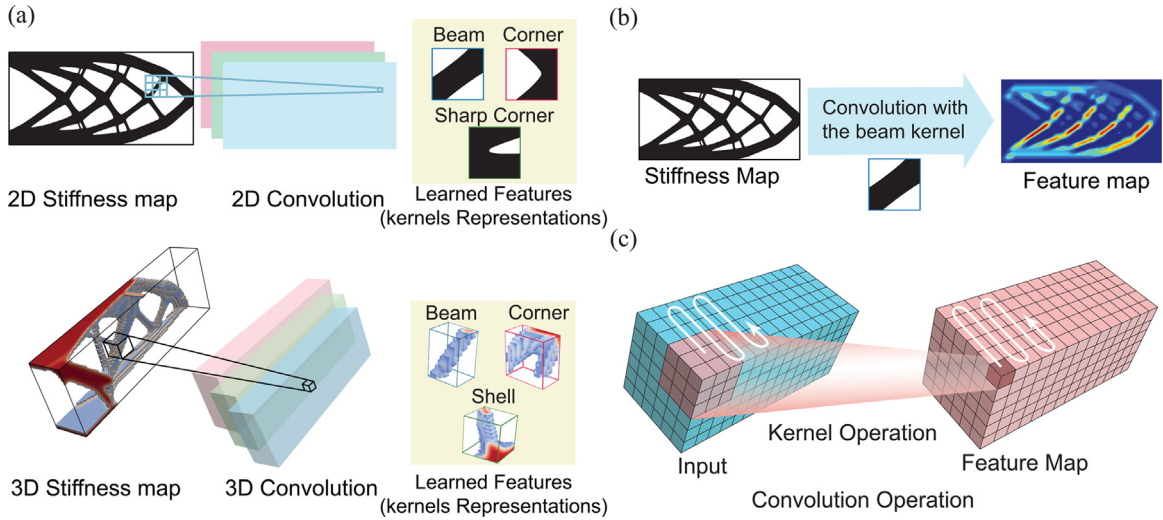 (a)
Beam
Corner
Sharp Corner
2D Stiffness map
2D Convolution
Learned Features
(kernels Representations)
3D Stiffness map
3D Convolution
Beam
Corner
Shell
Learned Features
(kernels Representations)
(b)
Convolution with
the beam kernel
Stiffness Map
Feature map
(c)
Kernel Operation
Input
Feature Map
Convolution Operation